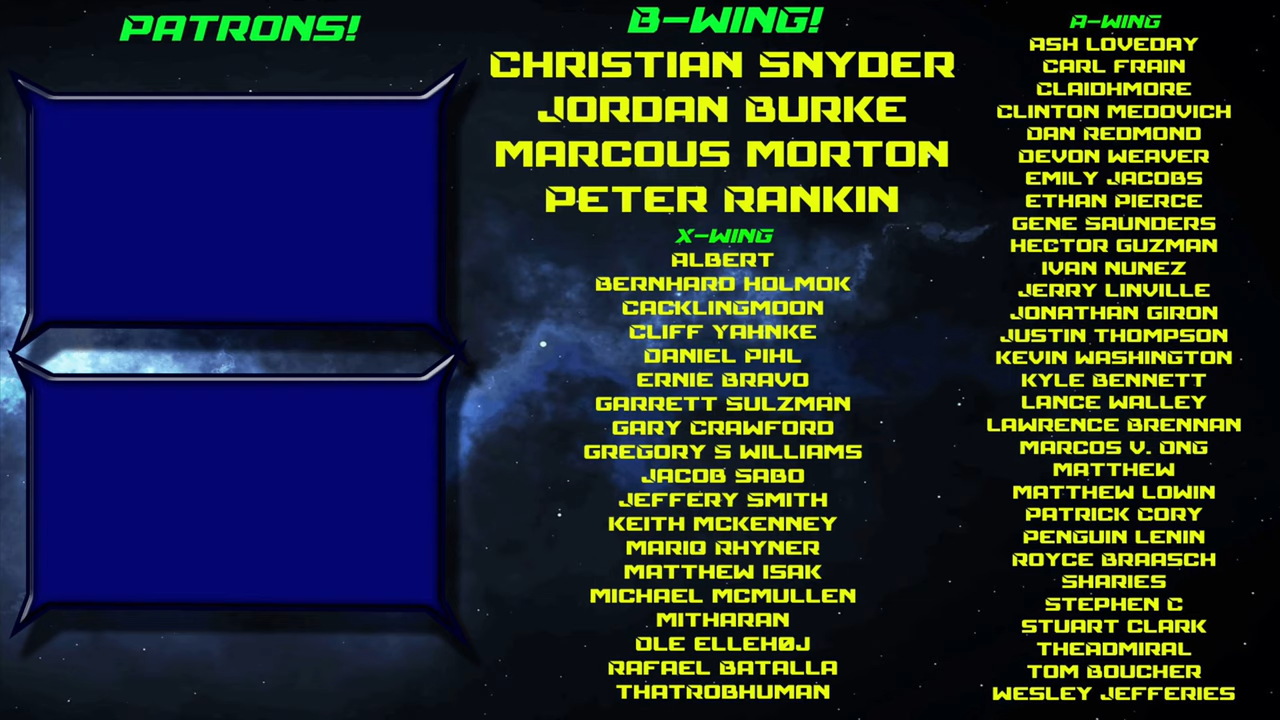 PATRONS!
B-WING!
CHRISTIAN SNYDER
JORDAN BURKE
MARCOUS MORTON
PETER RANKIN
X-WING
ALBERT
BERNHARD HOLMOK
CACKLINGMOON
CLIFF YAHNKE
DANIEL PIHL
ERNIE BRAVO
GARRETT SULZMAN
GARY CRAWFORD
GREGORY S WILLIAMS
JACOB SABO
JEFFERY SMITH
KEITH MCKENNEY
MARIO RHYNER
MATTHEW ISAK
MICHAEL MCMULLEN
MITHARAN
OLE ELLEHØJ
RAFAEL BATALLA
THATROBHUMAN
A-WING
ASH LOVEDAY
CARL FRAIN
CLAIDHMORE
CLINTON MEDOVICH
DAN REDMOND
DEVON WEAVER
EMILY JACOBS
ETHAN PIERCE
GENE SAUNDERS
HECTOR GUZMAN
IVAN NUNEZ
JERRY LINVILLE
JONATHAN GIRON
JUSTIN THOMPSON
KEVIN WASHINGTON
KYLE BENNETT
LANCE WALLEY
LAWRENCE BRENNAN
MARCOS V. ONG
MATTHEW
MATTHEW LOWIN
PATRICK CORY
PENGUIN LENIN
ROYCE BRAASCH
SHARIES
STEPHEN C
STUART CLARK
THEADMIRAL
TOM BOUCHER
WESLEY JEFFERIES